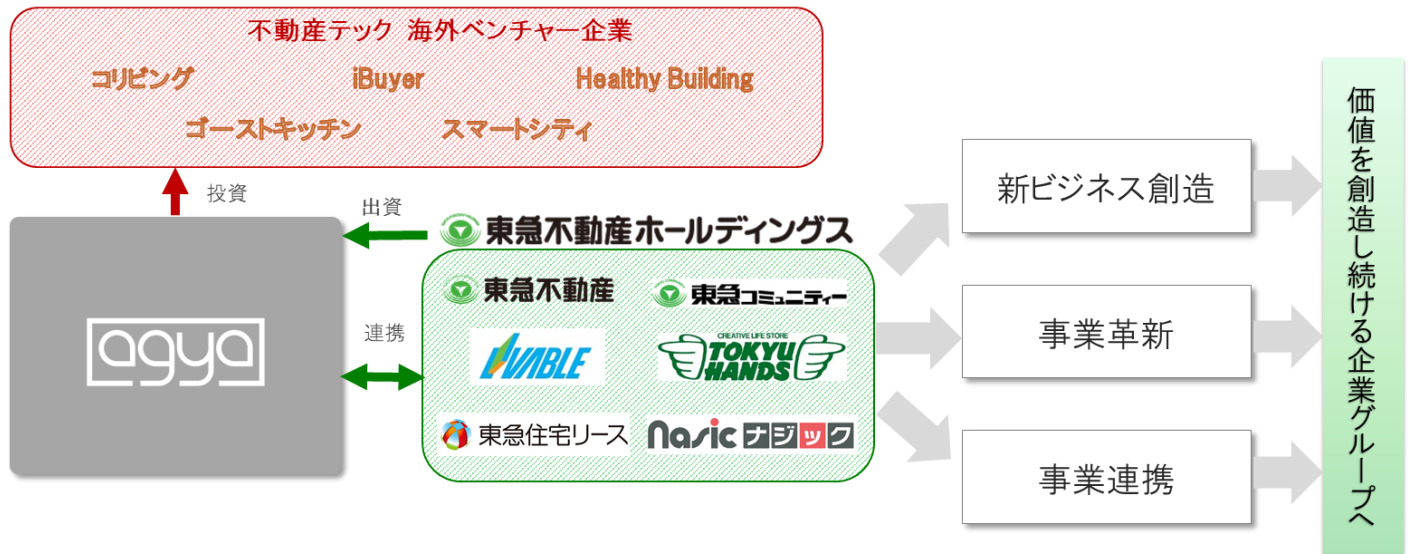 不動産テック 海外ベンチャー企業
コリビング iBuyer Healthy Building
ゴーストキッチン スマートシティ
投資
出資
東急不動産ホールディングス
agya
連携
東急不動産 東急コミュニティー
LIVABLE
CREATIVE LIFE STORE
TOKYU
HANDS
東急住宅リース
Nasic ナジック
新ビジネス創造
事業革新
事業連携
価値を創造し続ける企業グループへ